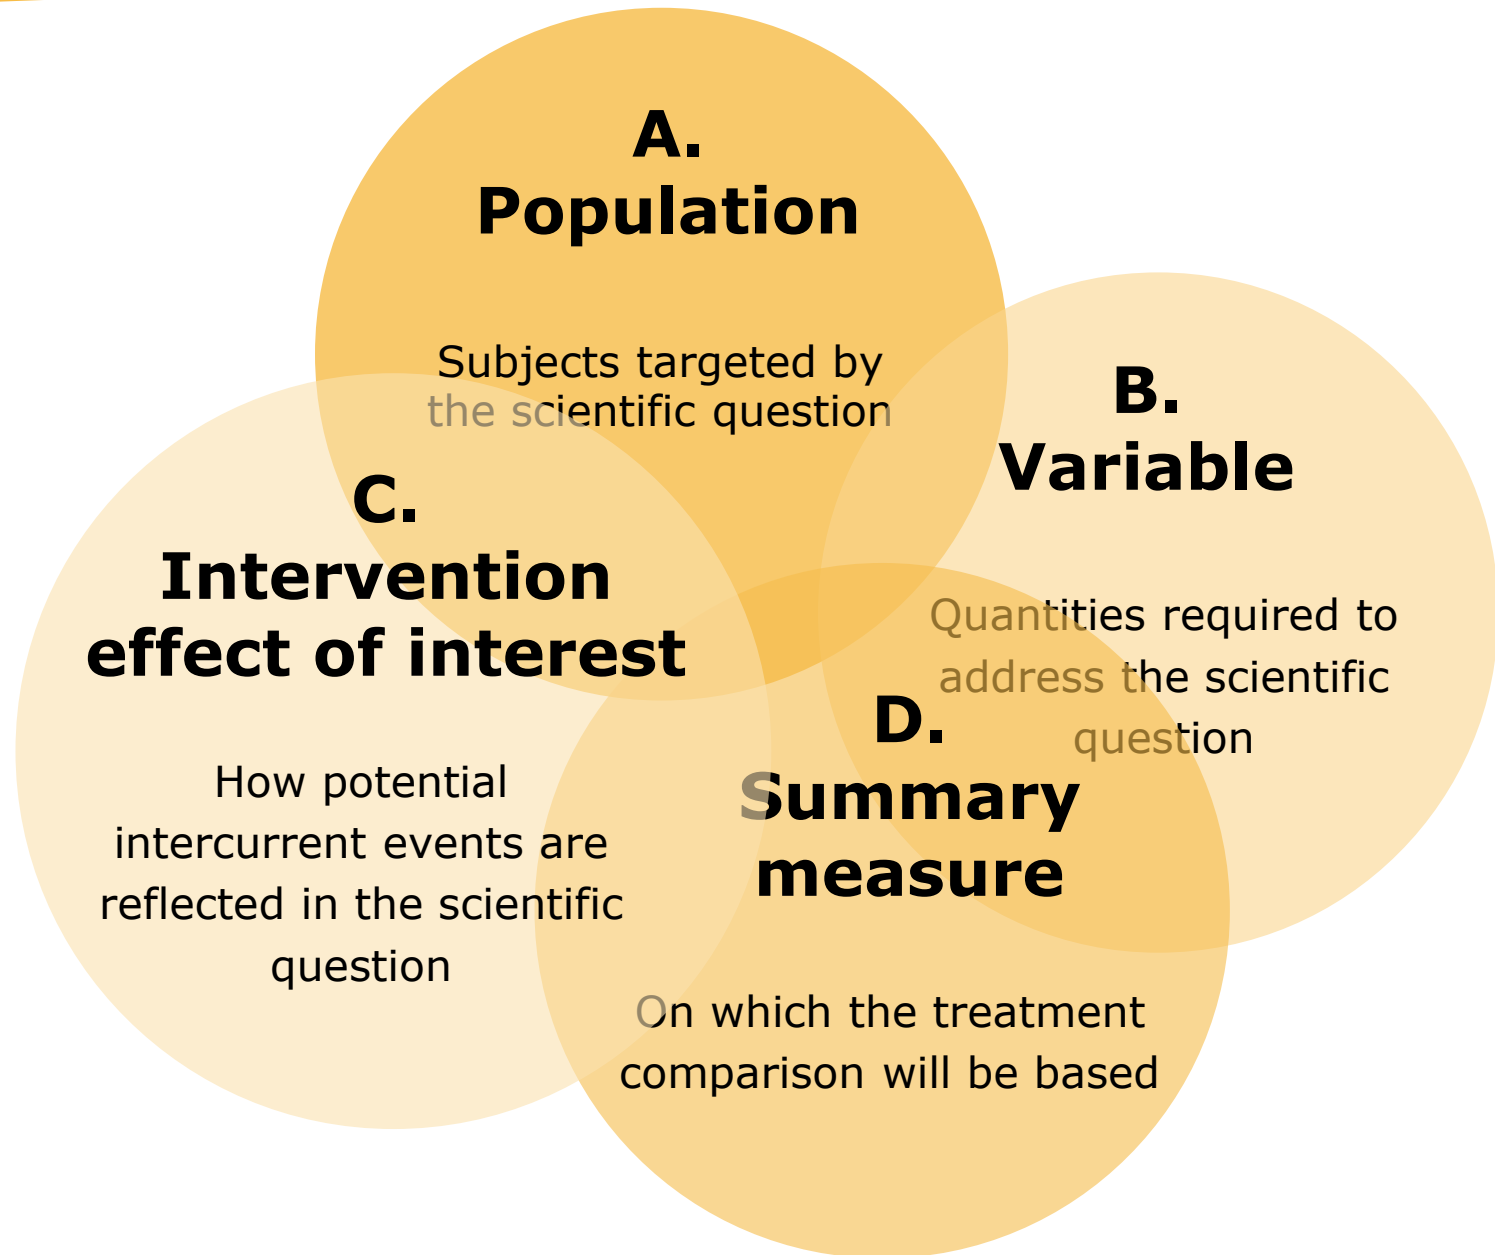 A.
Population
Subjects targeted by
the scientific question
B.
Variable
Quantities required to
address the scientific
question
C.
Intervention
effect of interest
How potential
intercurrent events are
reflected in the scientific
question
D.
Summary
measure
On which the treatment
comparison will be based